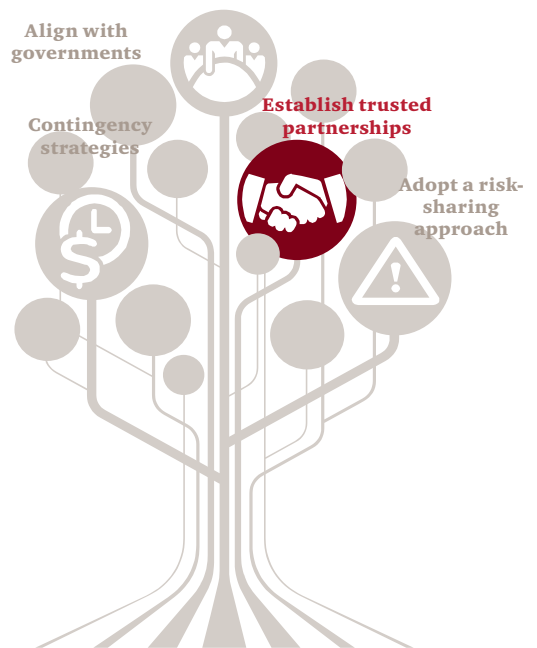 Align with
governments
Establish trusted
partnerships
Contingency
strategies
Adopt a risk-
sharing
approach